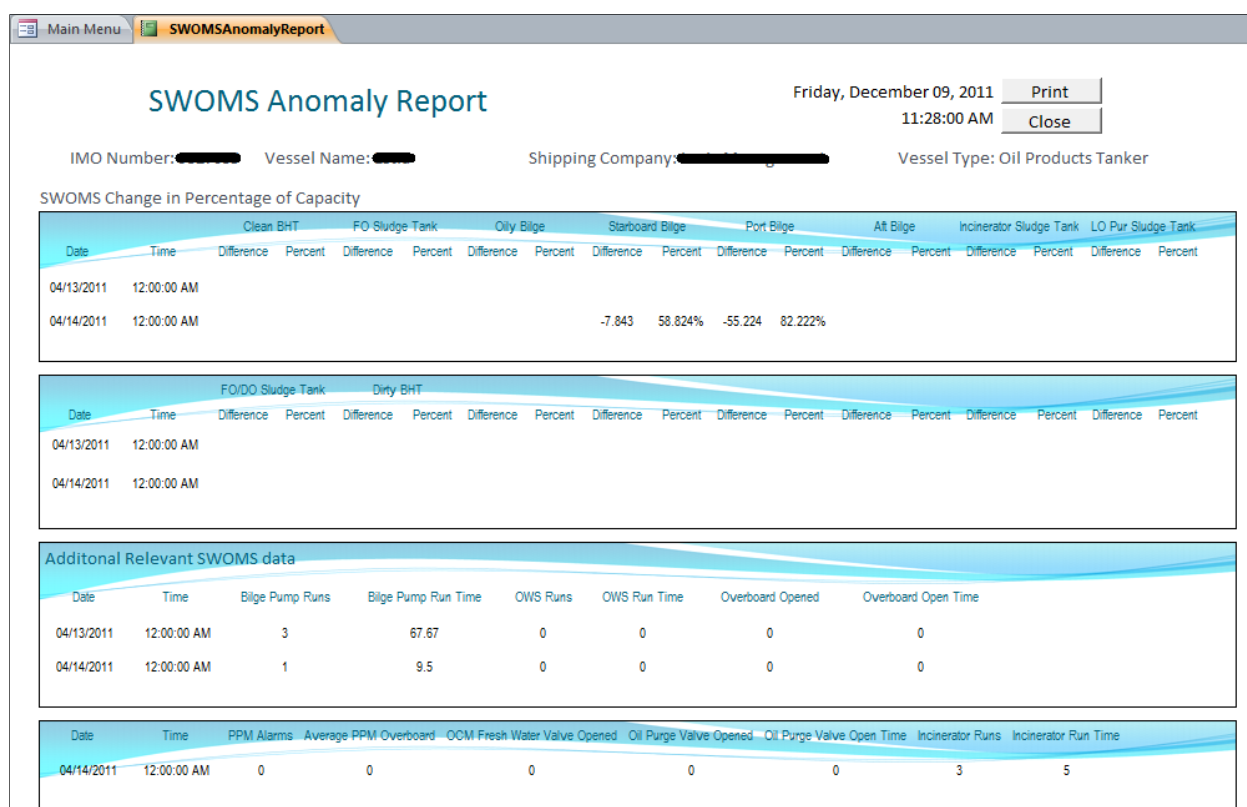 Main Menu SWOMSAnomalyReport
SWOMS Anomaly Report
Friday, December 09, 2011 Print
11:28:00 AM Close
IMO Number: Vessel Name: Shipping Company: Vessel Type: Oil Products Tanker
SWOMS Change in Percentage of Capacity
Clean BHT FO Sludge Tank Oily Bilge Starboard Bilge Port Bilge Aft Bilge Incinerator Sludge Tank LO Pur Sludge Tank
Date Time Difference Percent Difference Percent Difference Percent Difference Percent Difference Percent Difference Percent Difference Percent Difference Percent
04/13/2011 12:00:00 AM
04/14/2011 12:00:00 AM -7.843 58.824% -55.224 82.222%
FO/DO Sludge Tank Dirty BHT
Date Time Difference Percent Difference Percent Difference Percent Difference Percent Difference Percent Difference Percent Difference Percent Difference Percent
04/13/2011 12:00:00 AM
04/14/2011 12:00:00 AM
Additonal Relevant SWOMS data
Date Time Bilge Pump Runs Bilge Pump Run Time OWS Runs OWS Run Time Overboard Opened Overboard Open Time
04/13/2011 12:00:00 AM 3 67.67 0 0 0 0
04/14/2011 12:00:00 AM 1 9.5 0 0 0 0
Date Time PPM Alarms Average PPM Overboard OCM Fresh Water Valve Opened Oil Purge Valve Opened Oil Purge Valve Open Time Incinerator Runs Incinerator Run Time
04/14/2011 12:00:00 AM 0 0 0 0 0 3 5